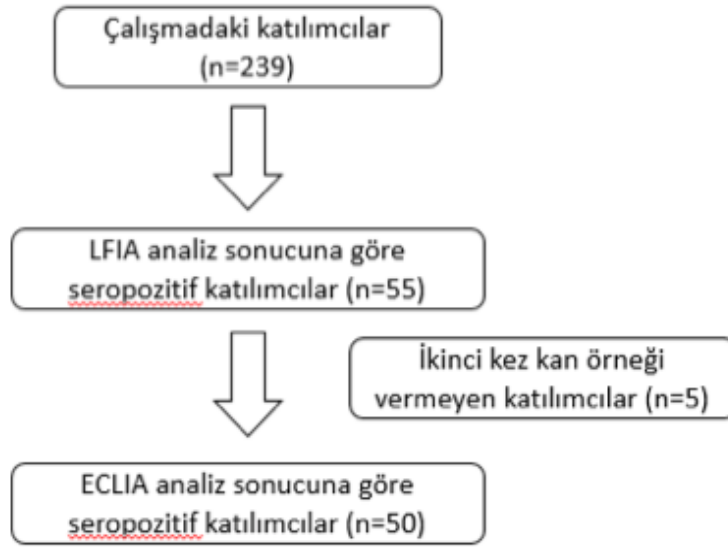 Çalışmadaki katılımcılar
(n=239)
LFIA analiz sonucuna göre
seropozitif katılımcılar (n=55)
İkinci kez kan örneği
vermeyen katılımcılar (n=5)
ECLIA analiz sonucuna göre
seropozitif katılımcılar (n=50)